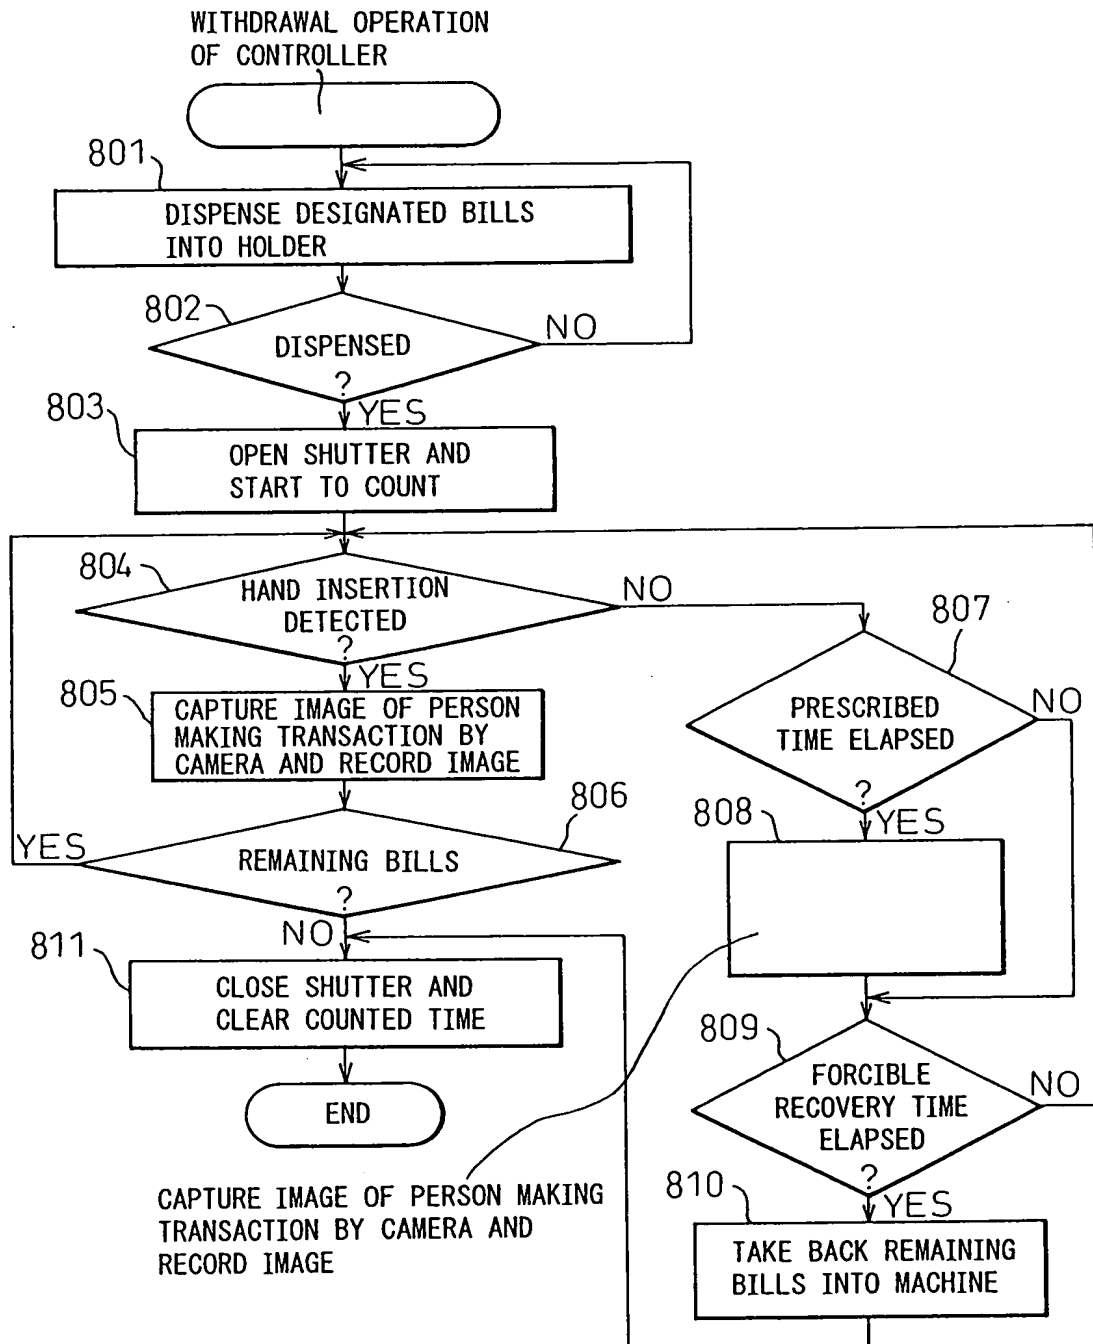 WITHDRAWAL OPERATION
OF CONTROLLER
801
DISPENSE DESIGNATED BILLS
INTO HOLDER
802
DISPENSED
?
NO
YES
803
OPEN SHUTTER AND
START TO COUNT
804
HAND INSERTION
DETECTED
?
NO
YES
805
CAPTURE IMAGE OF PERSON
MAKING TRANSACTION BY
CAMERA AND RECORD IMAGE
806
REMAINING BILLS
?
YES
NO
811
CLOSE SHUTTER AND
CLEAR COUNTED TIME
END
807
PRESCRIBED
TIME ELAPSED
?
NO
YES
808
CAPTURE IMAGE OF PERSON MAKING
TRANSACTION BY CAMERA AND
RECORD IMAGE
809
FORCIBLE
RECOVERY TIME
ELAPSED
?
NO
YES
810
TAKE BACK REMAINING
BILLS INTO MACHINE